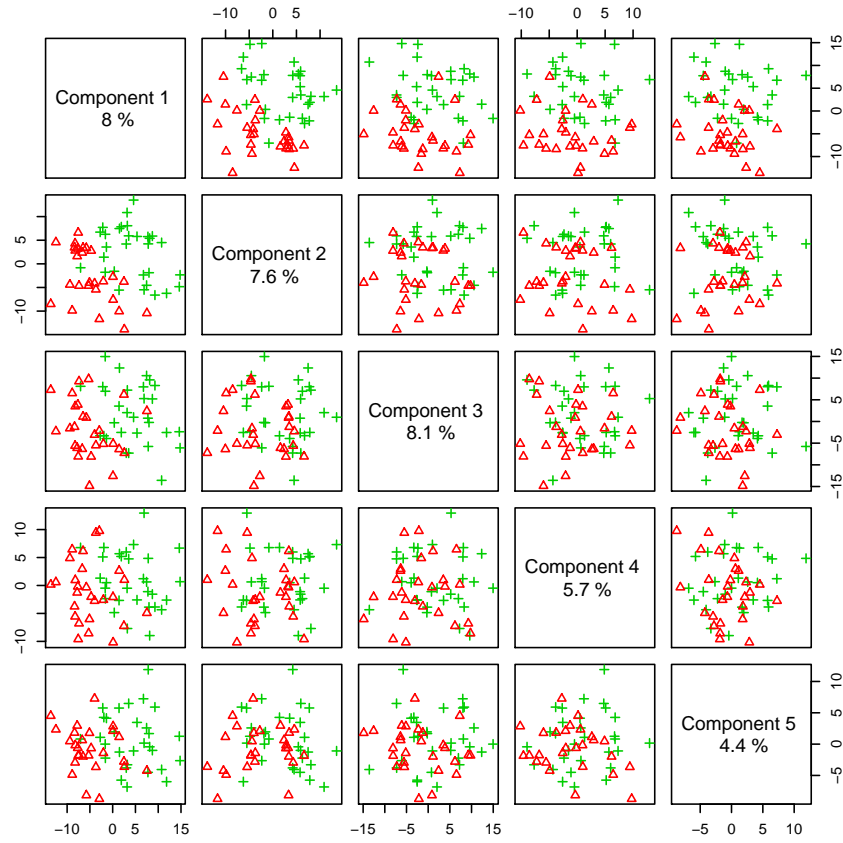 −10 0 5 −10 0 5 10
Component 1
8 %
−10 0 5 15
−10 0 5
Component 2
7.6 %
Component 3
8.1 %
−15 −5 5 15
−10 0 5 10
Component 4
5.7 %
Component 5
4.4 %
−5 0 5 10
−10 0 5 15 −15 −5 5 15 −5 0 5 10